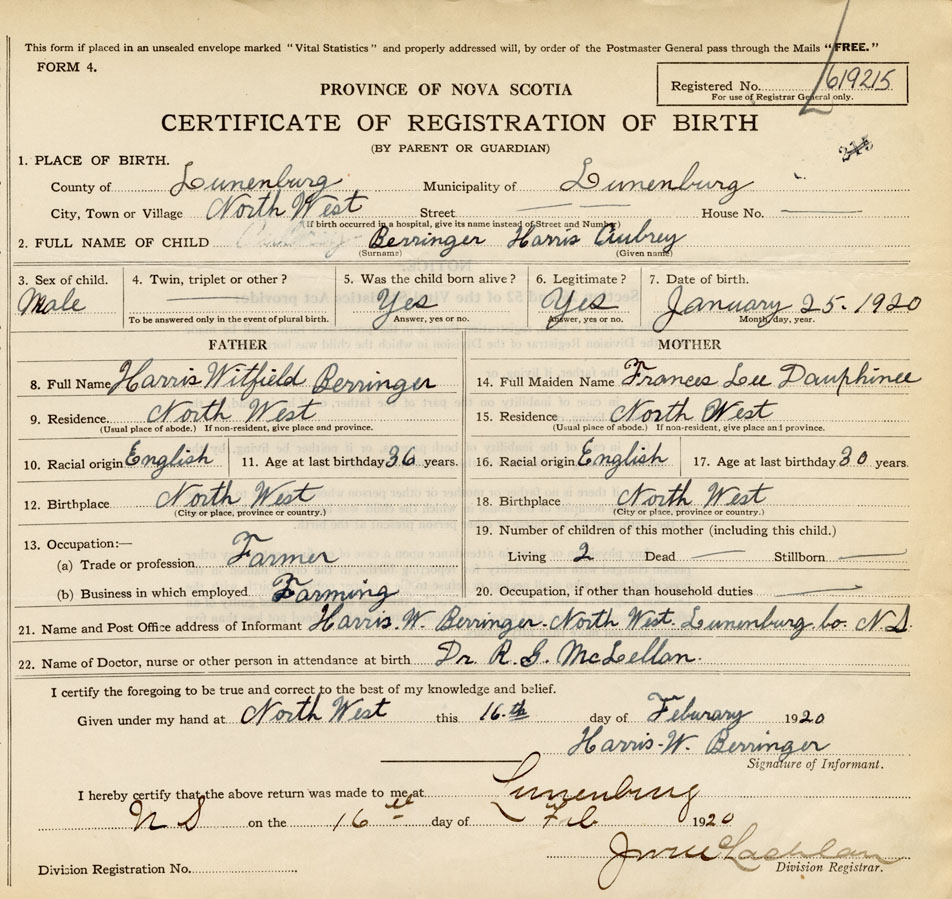 This form if placed in an unsealed envelope marked "Vital Statistics" and properly addressed will, by order of the Postmaster General pass through the Mails "FREE."
FORM 4.
Registered No. 619215
For use of Registrar General only.
PROVINCE OF NOVA SCOTIA
CERTIFICATE OF REGISTRATION OF BIRTH
(BY PARENT OR GUARDIAN)
1. PLACE OF BIRTH.
County of Lunenburg Municipality of Lunenburg
City, Town or Village North West Street House No.
(If birth occurred in a hospital, give its name instead of Street and Number)
2. FULL NAME OF CHILD Berringer Harris Aubrey
(Surname) (Given name)
3. Sex of child. 4. Twin, triplet or other? 5. Was the child born alive? 6. Legitimate? 7. Date of birth.
Male Yes Yes January 25 - 1920
To be answered only in the event of plural birth. Answer, yes or no. Answer, yes or no. Month, day, year.
FATHER MOTHER
8. Full Name Harris Witfield Berringer 14. Full Maiden Name Frances Lee Dauphinee
9. Residence North West 15. Residence North West
(Usual place of abode.) If non-resident, give place and province. (Usual place of abode.) If non-resident, give place and province.
10. Racial origin English 11. Age at last birthday 36 years. 16. Racial origin English 17. Age at last birthday 30 years.
12. Birthplace North West 18. Birthplace North West
(City or place, province or country.) (City or place, province or country.)
13. Occupation:— 19. Number of children of this mother (including this child.)
(a) Trade or profession Farmer Living 2 Dead Stillborn
(b) Business in which employed Farming 20. Occupation, if other than household duties
21. Name and Post Office address of Informant Harris. W. Berringer. North West. Lunenburg. Co. N.S.
22. Name of Doctor, nurse or other person in attendance at birth Dr. R. G. McLellan.
I certify the foregoing to be true and correct to the best of my knowledge and belief.
Given under my hand at North West this 16.th day of Feburary 1920
Harris. W. Berringer
Signature of Informant.
I hereby certify that the above return was made to me at Lunenburg
N S on the 16th day of Feb 1920
Lachlan
Division Registration No. Division Registrar.